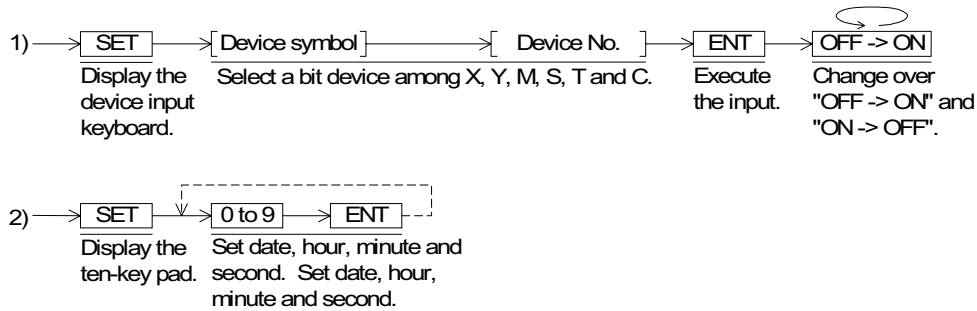 1) SET [Device symbol] [ Device No. ] ENT OFF -> ON
Display the
device input
keyboard.
Select a bit device among X, Y, M, S, T and C.
Execute
the input.
Change over
"OFF -> ON" and
"ON -> OFF".
2) SET 0 to 9 ENT
Display the
ten-key pad.
Set date, hour, minute and
second. Set date, hour,
minute and second.